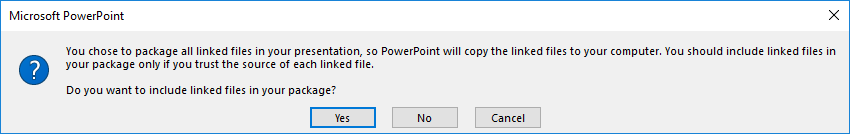 Microsoft PowerPoint
You chose to package all linked files in your presentation, so PowerPoint will copy the linked files to your computer. You should include linked files in
your package only if you trust the source of each linked file.
Do you want to include linked files in your package?
Yes No Cancel